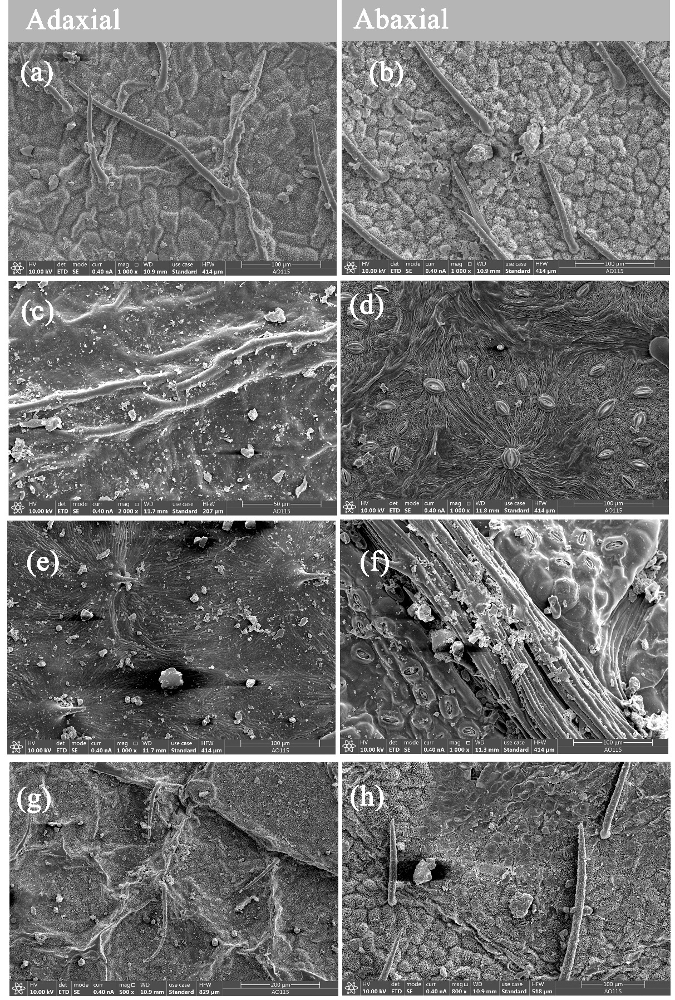 Adaxial
Abaxial
(a)
HV det mode curr mag □ WD use case HFW 100 µm
10.00 kV ETD SE 0.40 nA 1 000 x 10.9 mm Standard 414 µm AO115
(b)
HV det mode curr mag □ WD use case HFW 100 µm
10.00 kV ETD SE 0.40 nA 1 000 x 10.9 mm Standard 414 µm AO115
(c)
HV det mode curr mag □ WD use case HFW 50 µm
10.00 kV ETD SE 0.40 nA 2 000 x 11.7 mm Standard 207 µm AO115
(d)
HV det mode curr mag □ WD use case HFW 100 µm
10.00 kV ETD SE 0.40 nA 1 000 x 11.8 mm Standard 414 µm AO115
(e)
HV det mode curr mag □ WD use case HFW 100 µm
10.00 kV ETD SE 0.40 nA 1 000 x 11.7 mm Standard 414 µm AO115
(f)
HV det mode curr mag □ WD use case HFW 100 µm
10.00 kV ETD SE 0.40 nA 1 000 x 11.3 mm Standard 414 µm AO115
(g)
HV det mode curr mag □ WD use case HFW 200 µm
10.00 kV ETD SE 0.40 nA 500 x 10.9 mm Standard 829 µm AO115
(h)
HV det mode curr mag □ WD use case HFW 100 µm
10.00 kV ETD SE 0.40 nA 800 x 10.9 mm Standard 518 µm AO115